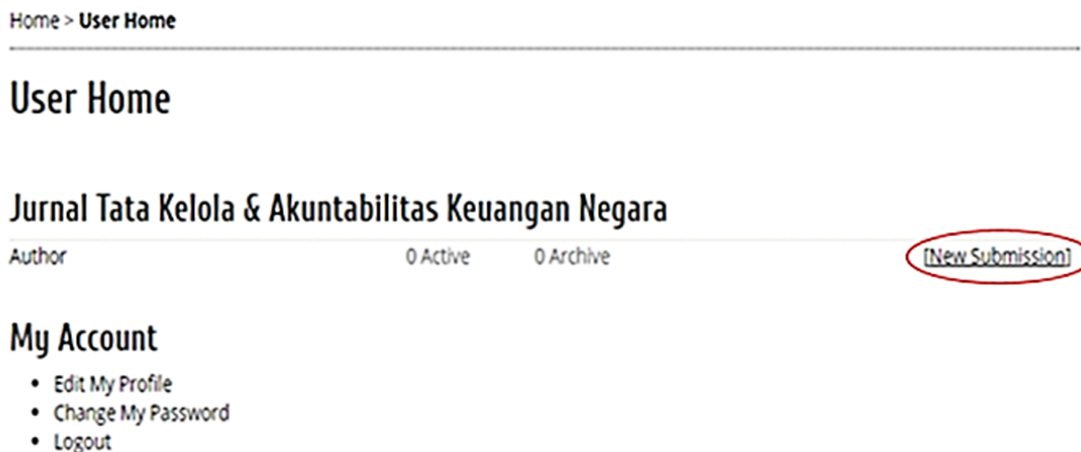 Home > User Home
User Home
Jurnal Tata Kelola & Akuntabilitas Keuangan Negara
Author 0 Active 0 Archive [New Submission]
My Account
• Edit My Profile
• Change My Password
• Logout